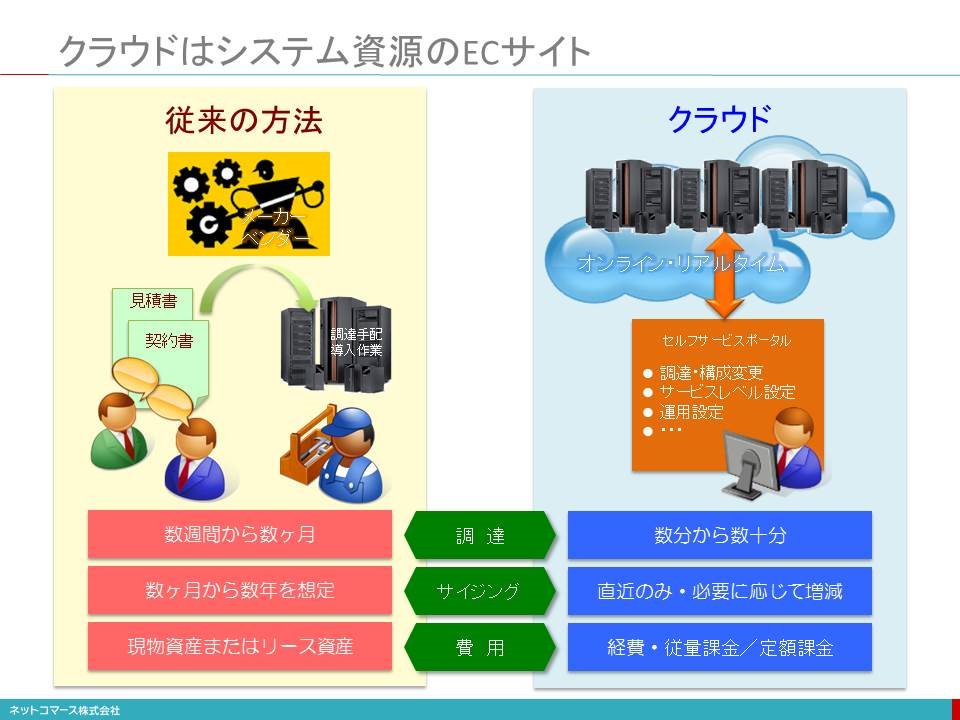 クラウドはシステム資源のECサイト
従来の方法
メーカー
ベンダー
見積書
契約書
調達手配
導入作業
クラウド
オンライン・リアルタイム
セルフサービスポータル
● 調達・構成変更
● サービスレベル設定
● 運用設定
● ・・・
数週間から数ヶ月
調 達
数分から数十分
数ヶ月から数年を想定
サイジング
直近のみ・必要に応じて増減
現物資産またはリース資産
費 用
経費・従量課金／定額課金
ネットコマース株式会社